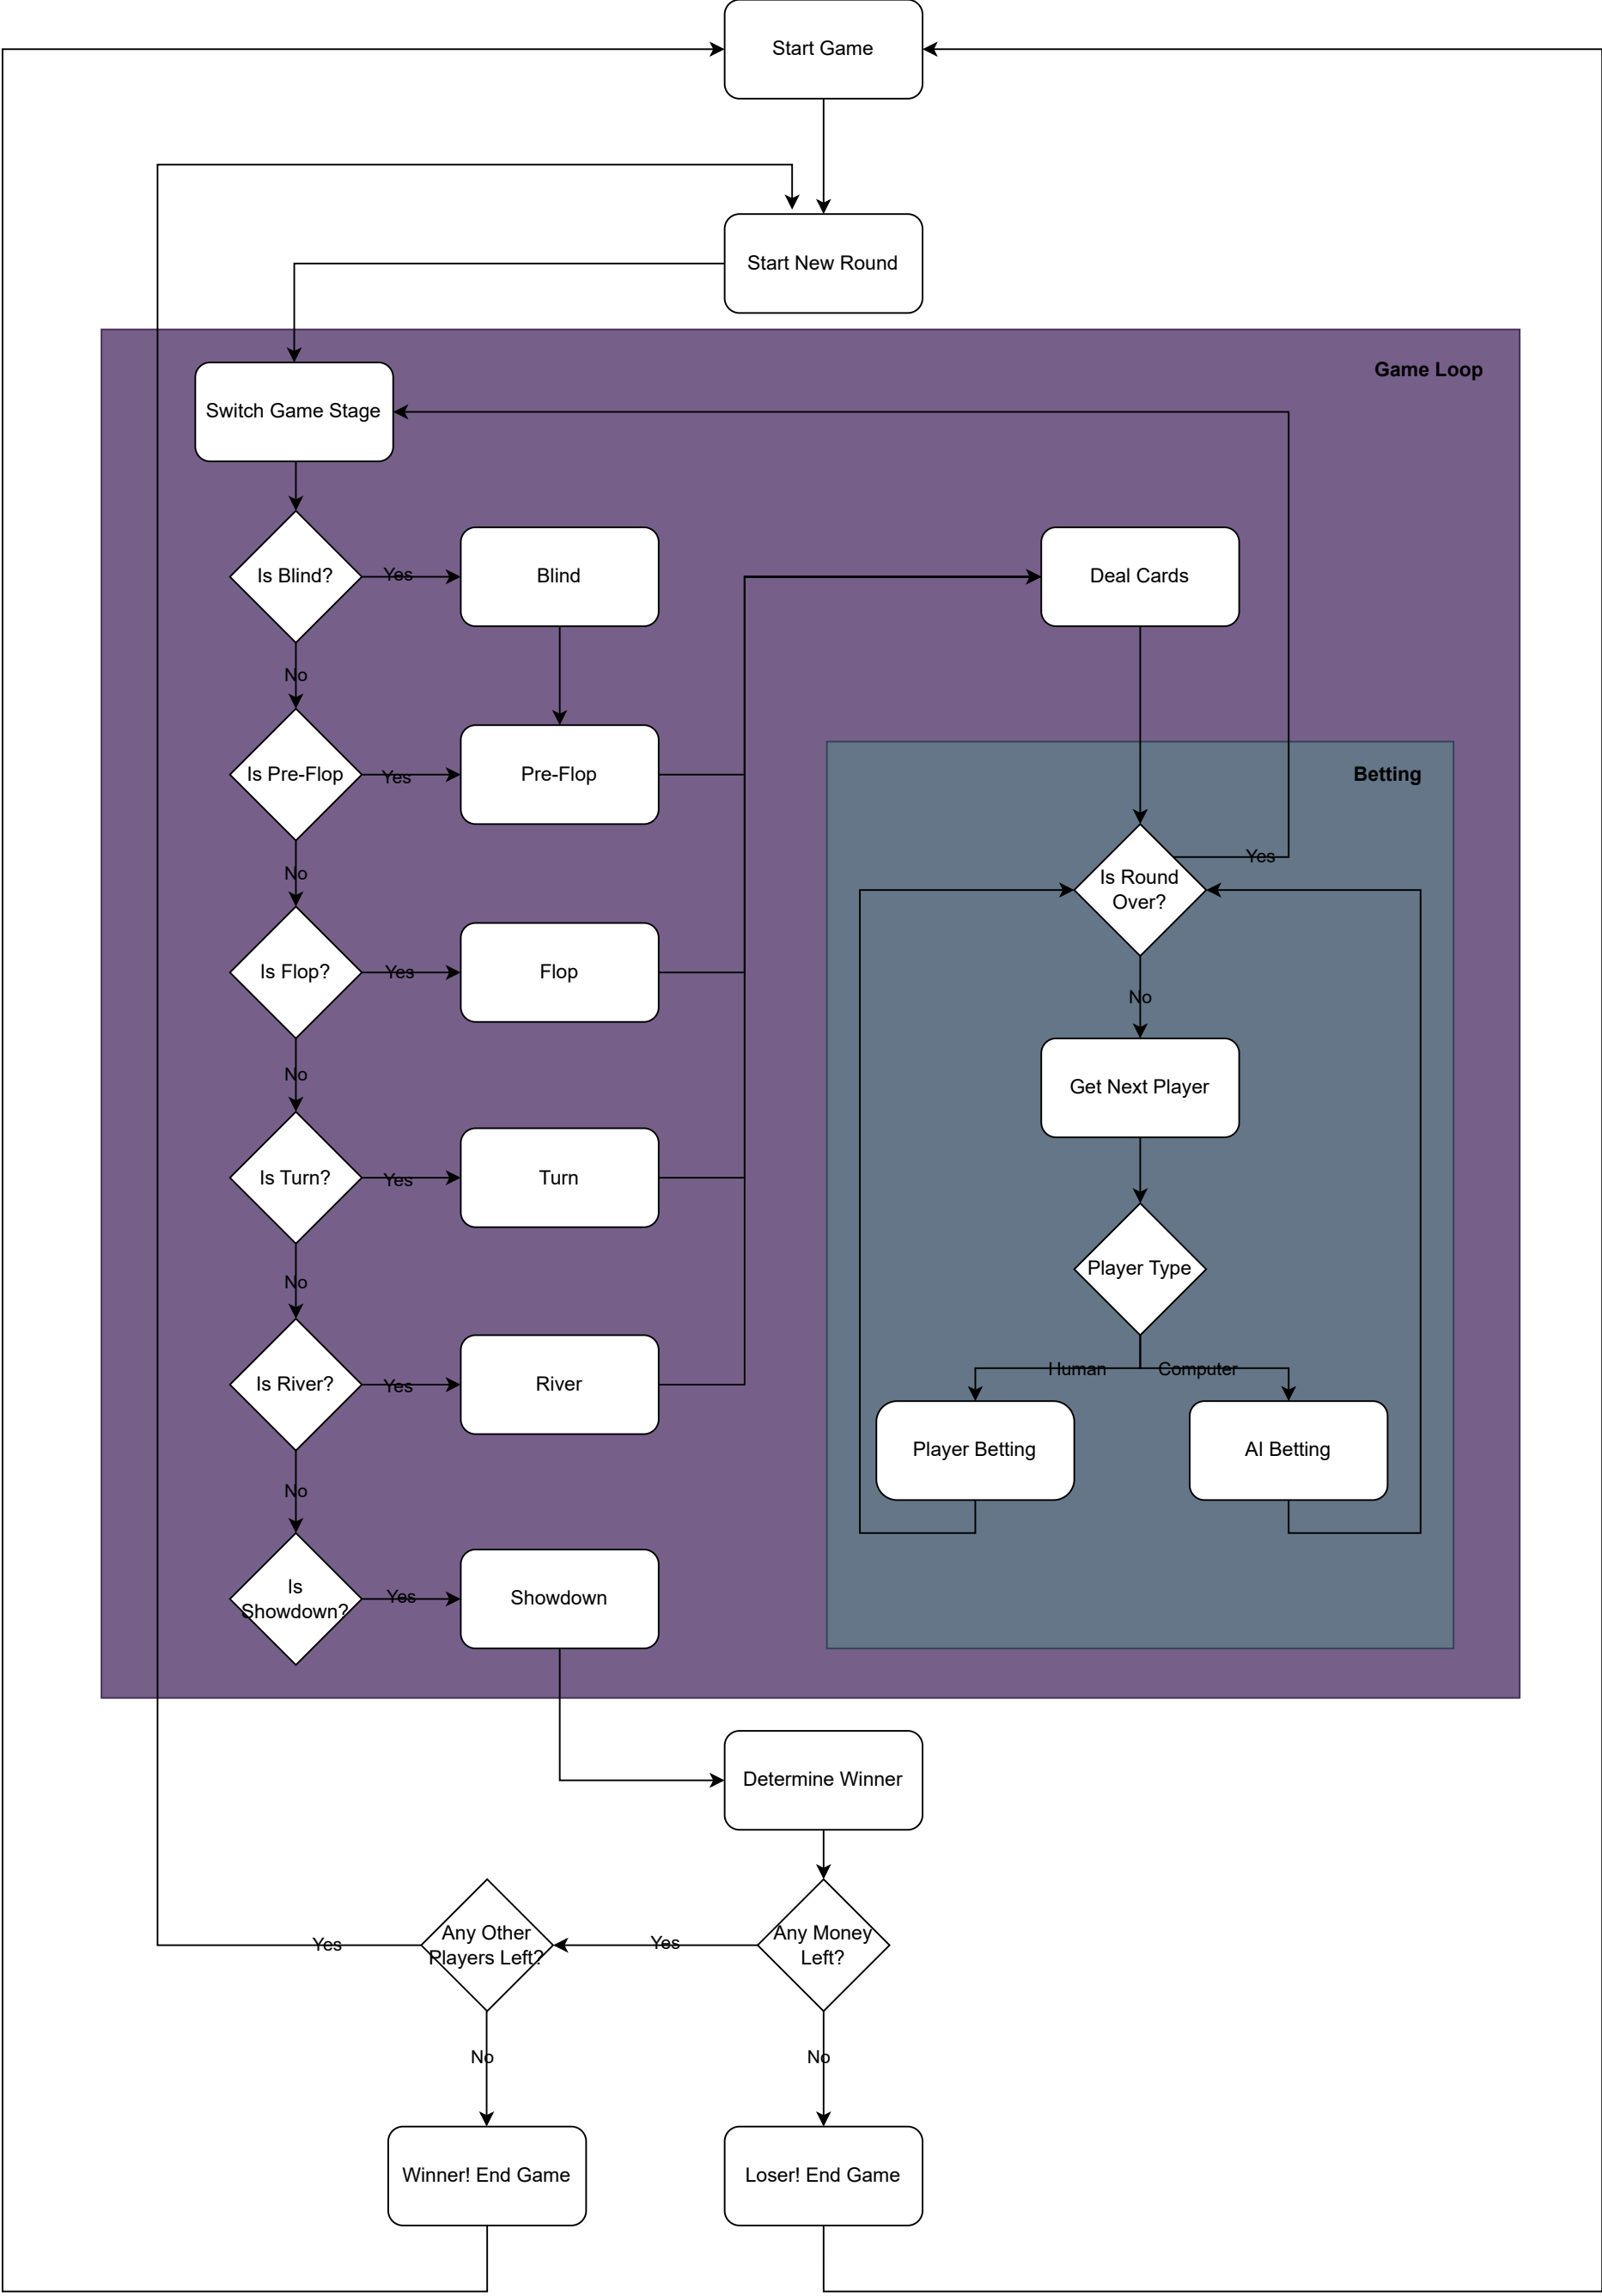 Start Game
Start New Round
Game Loop
Switch Game Stage
Is Blind?
Yes
Blind
Deal Cards
No
Is Pre-Flop
Yes
Pre-Flop
Betting
No
Is Round
Over?
Yes
Is Flop?
Yes
Flop
No
Get Next Player
No
Is Turn?
Yes
Turn
Player Type
No
Human
Computer
Is River?
Yes
River
Player Betting
AI Betting
No
Is
Showdown?
Yes
Showdown
Determine Winner
Any Other
Players Left?
Yes
Yes
Any Money
Left?
No
No
Winner! End Game
Loser! End Game